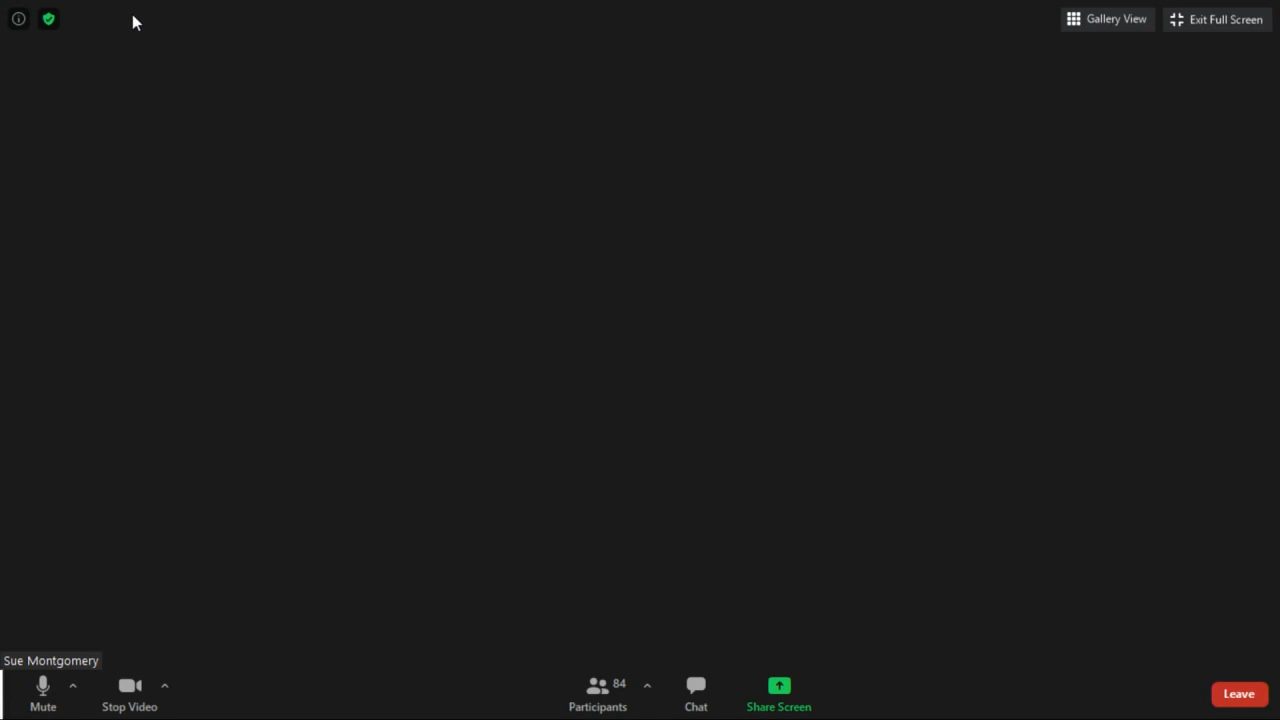 Gallery View
Exit Full Screen
Sue Montgomery
Mute
Stop Video
84
Participants
Chat
Share Screen
Leave